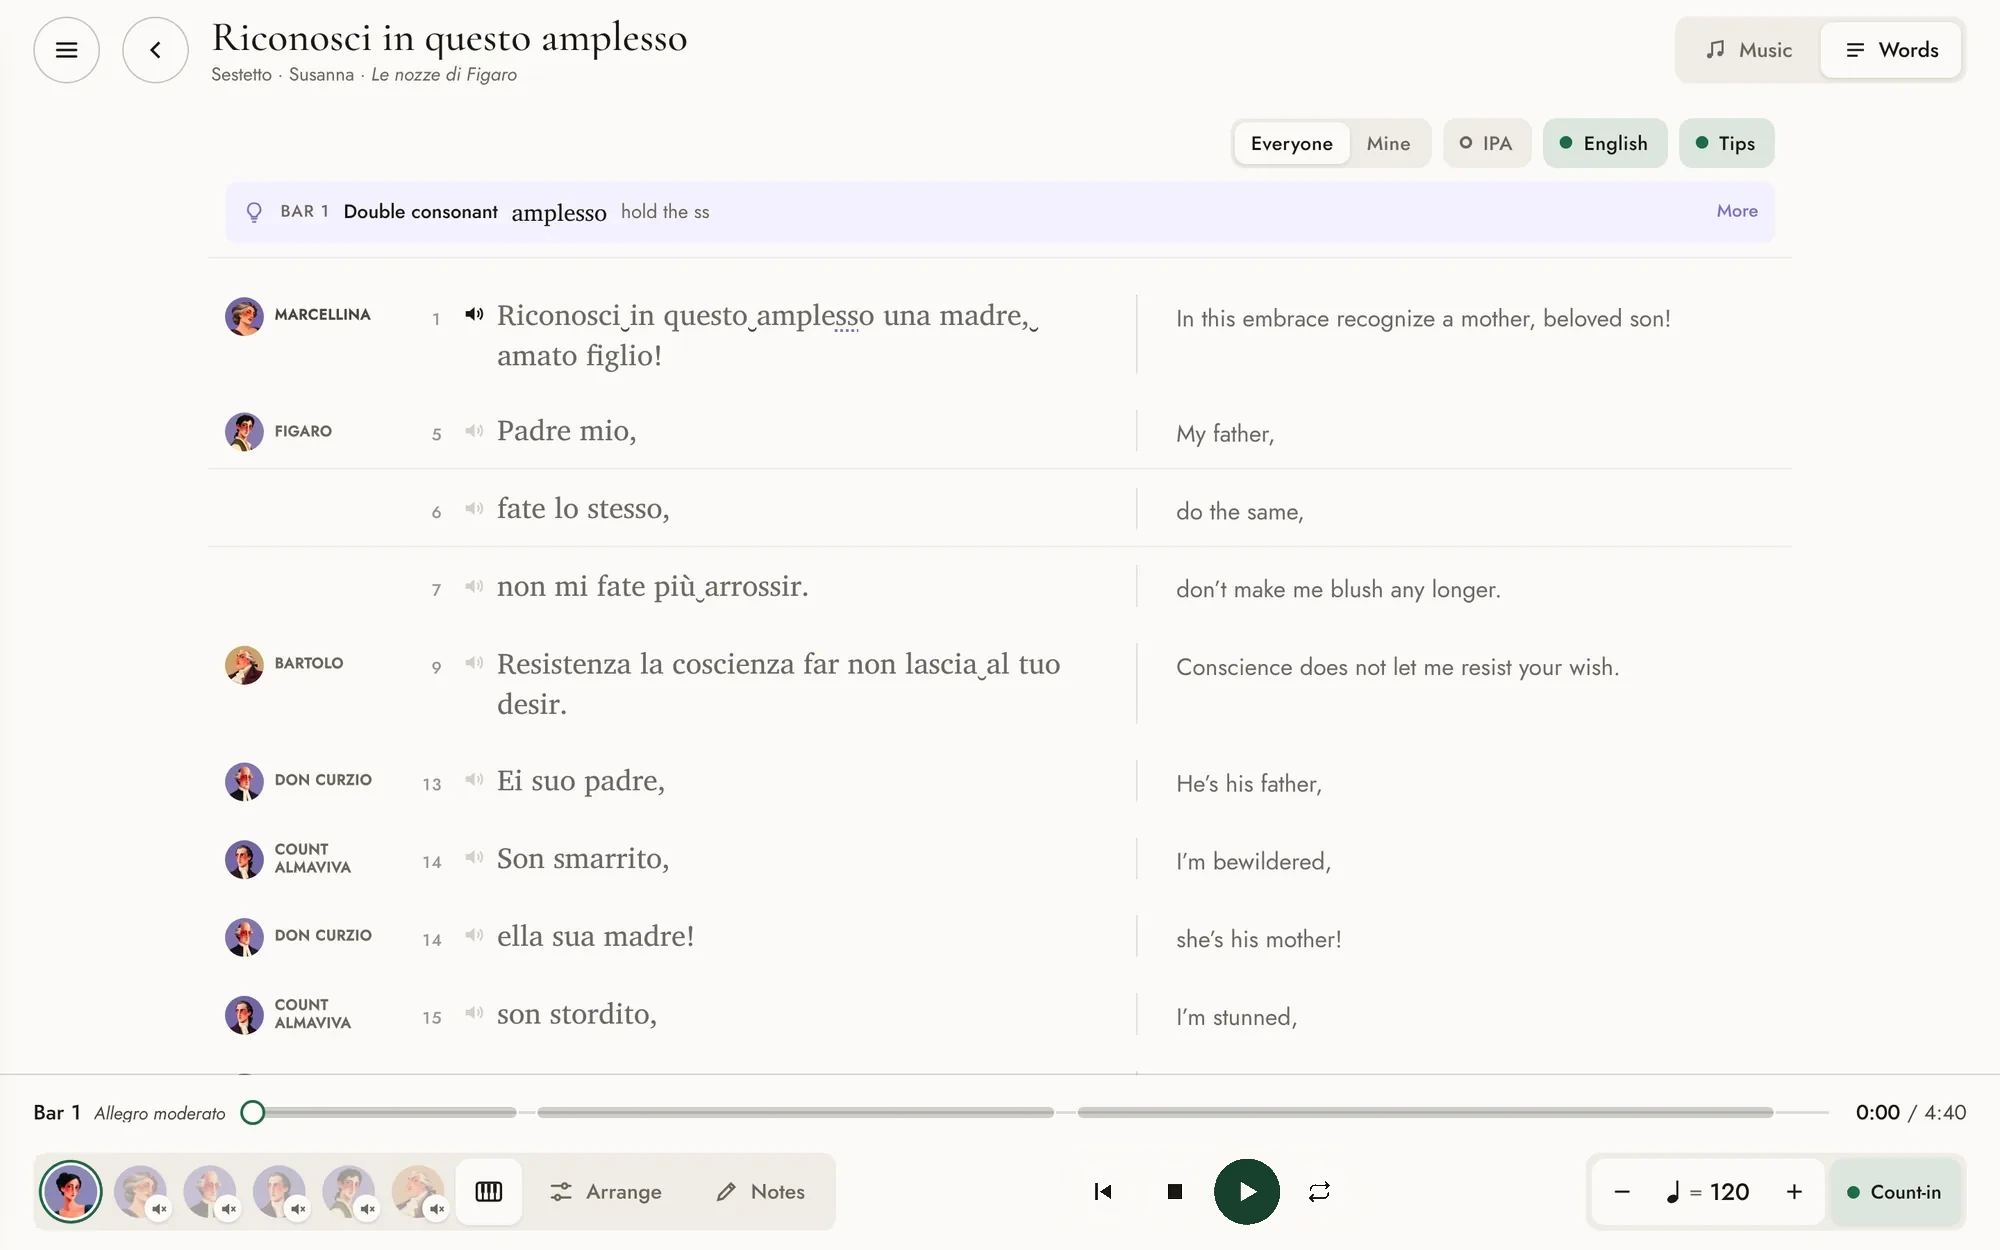 Riconosci in questo amplesso
Sestetto · Susanna · Le nozze di Figaro
Music
Words
Everyone
Mine
IPA
English
Tips
BAR 1 Double consonant amplesso hold the ss
More
MARCELLINA
1
Riconosci‿in questo‿amplesso una madre,‿
amato figlio!
In this embrace recognize a mother, beloved son!
FIGARO
5
Padre mio,
My father,
6
fate lo stesso,
do the same,
7
non mi fate più‿arrossir.
don’t make me blush any longer.
BARTOLO
9
Resistenza la coscienza far non lascia‿al tuo
desir.
Conscience does not let me resist your wish.
DON CURZIO
13
Ei suo padre,
He’s his father,
COUNT
ALMAVIVA
14
Son smarrito,
I’m bewildered,
DON CURZIO
14
ella sua madre!
she’s his mother!
COUNT
ALMAVIVA
15
son stordito,
I’m stunned,
Bar 1 Allegro moderato
0:00 / 4:40
Arrange
Notes
− ♩ = 120 +
Count-in